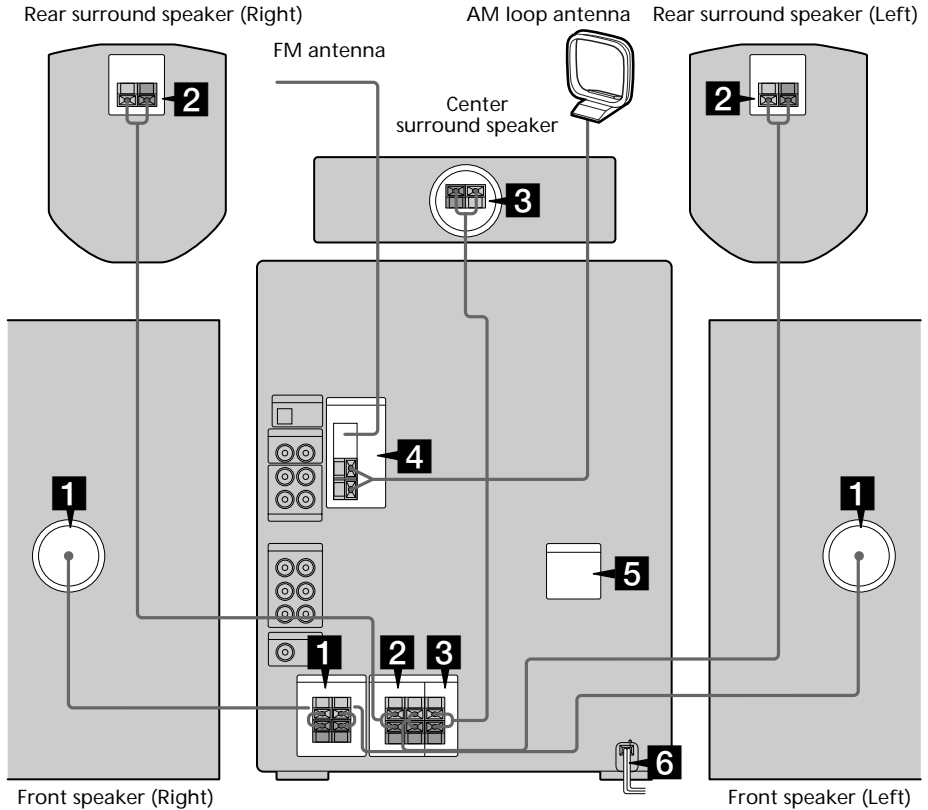 Rear surround speaker (Right)
AM loop antenna
Rear surround speaker (Left)
FM antenna
2
2
Center
surround speaker
3
4
1
1
5
1
2
3
6
Front speaker (Right)
Front speaker (Left)